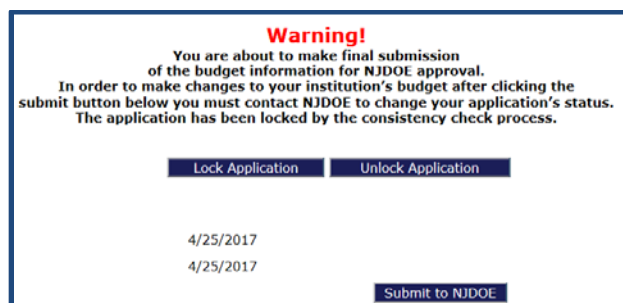 Warning!
You are about to make final submission
of the budget information for NJDOE approval.
In order to make changes to your institution's budget after clicking the
submit button below you must contact NJDOE to change your application's status.
The application has been locked by the consistency check process.
Lock Application Unlock Application
4/25/2017
4/25/2017
Submit to NJDOE